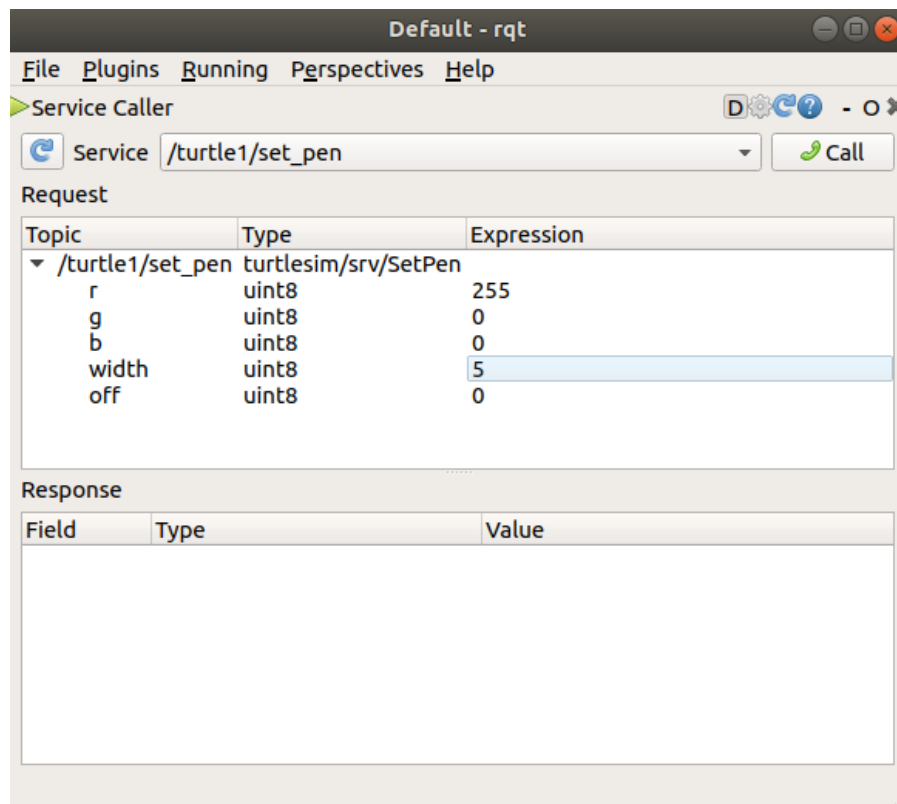 Default - rqt
File Plugins Running Perspectives Help
Service Caller D ? - O
Service /turtle1/set_pen Call
Request
Topic Type Expression
/turtle1/set_pen turtlesim/srv/SetPen
r uint8 255
g uint8 0
b uint8 0
width uint8 5
off uint8 0
Response
Field Type Value